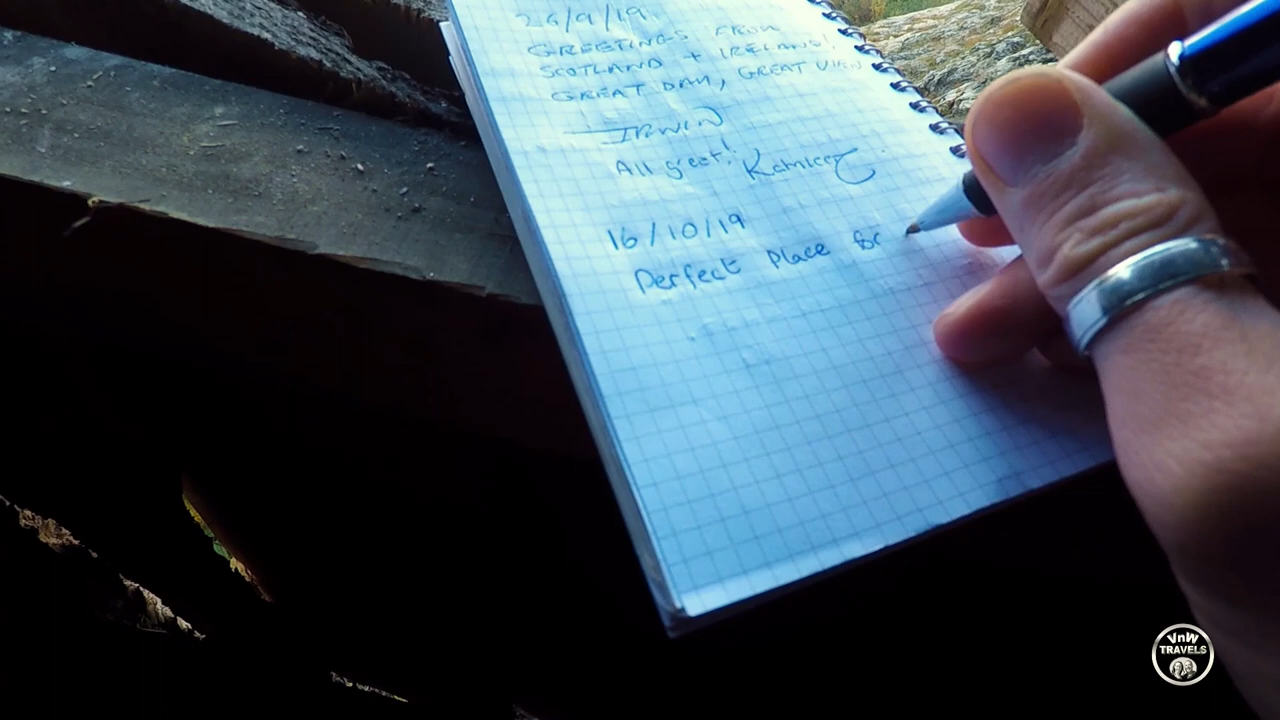 26/9/19.
GREETINGS FROM
SCOTLAND + IRELAND!
GREAT DAY, GREAT VIEW
IRWIN
All great! Kathleen
16/10/19
Perfect Place for
VnW
TRAVELS